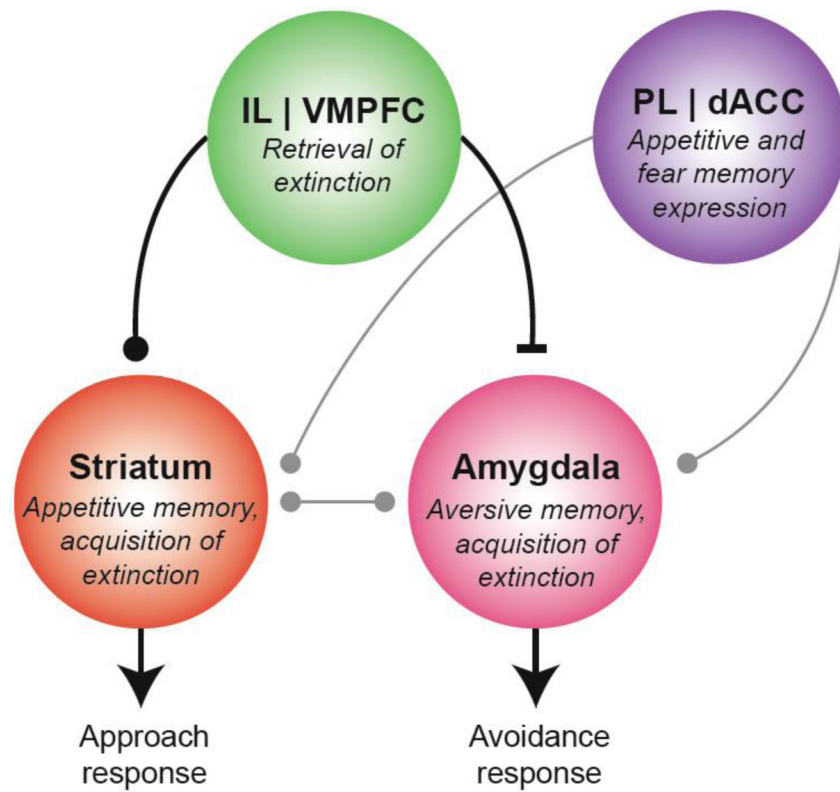 IL | VMPFC
Retrieval of
extinction
PL | dACC
Appetitive and
fear memory
expression
Striatum
Appetitive memory,
acquisition of
extinction
Amygdala
Aversive memory,
acquisition of
extinction
Approach
response
Avoidance
response